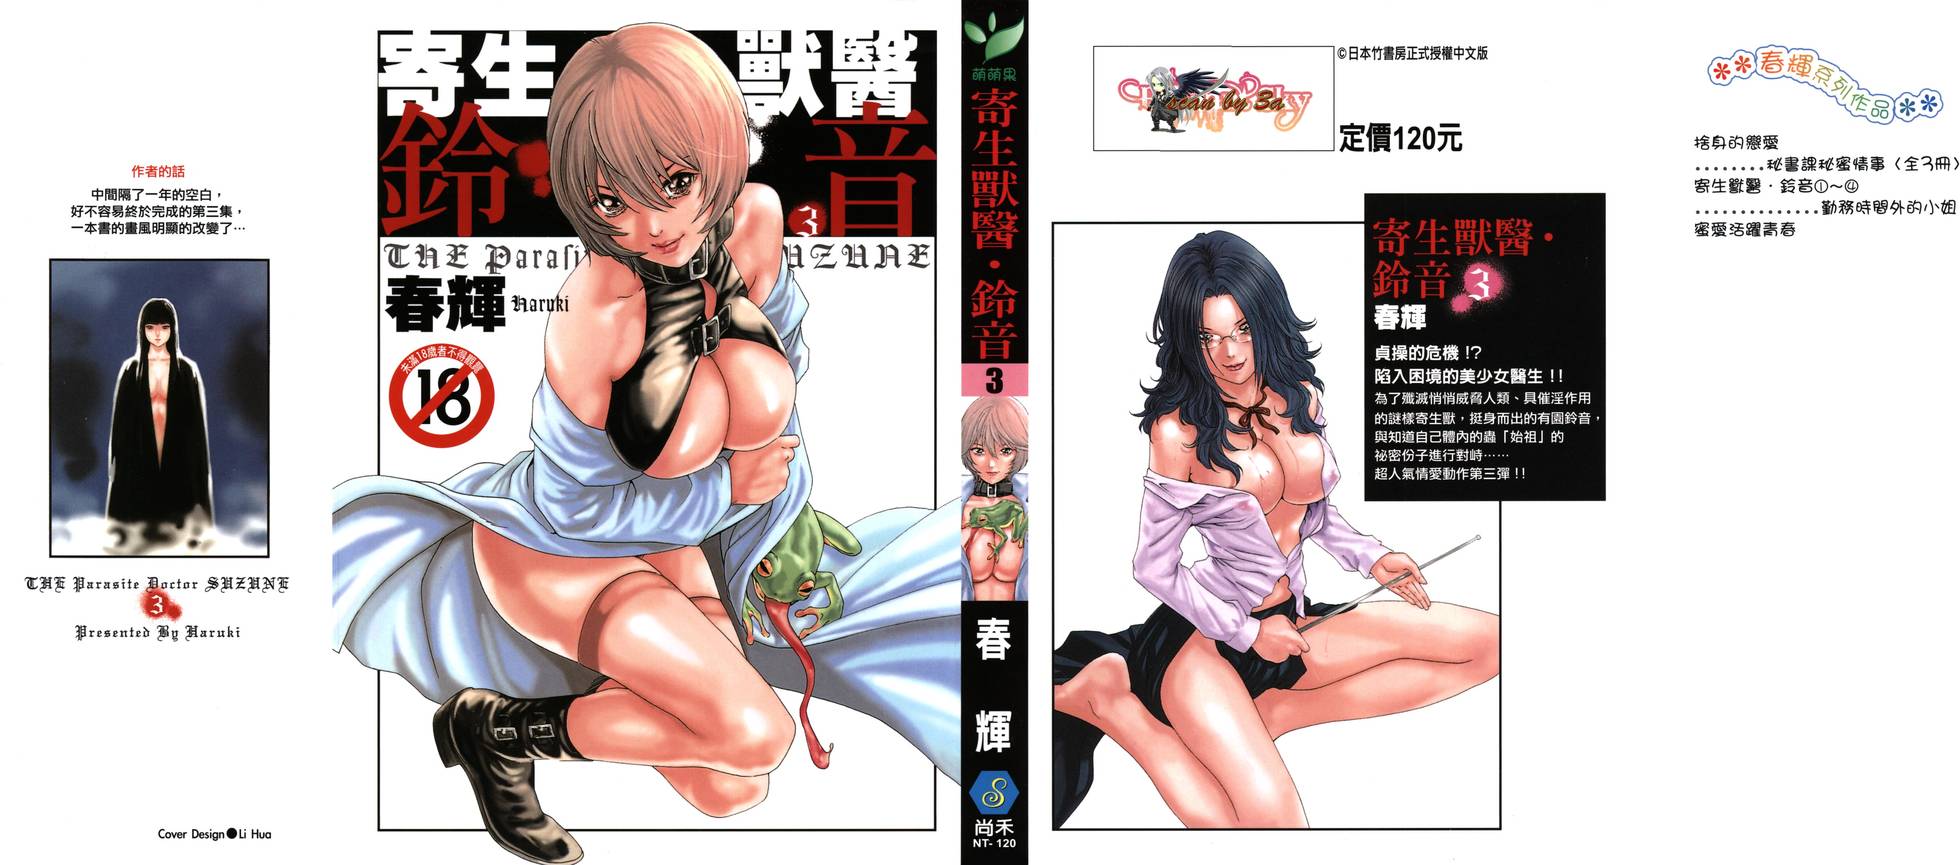 作者的話
中間隔了一年的空白，
好不容易終於完成的第三集，
一本書的畫風明顯的改變了…
THE Parasite Doctor SUZUNE
3
Presented By Haruki
Cover Design●Li Hua
寄生獸醫
鈴·音
3
THE Parasi
UZUNE
春輝
Haruki
未滿18歲者不得觀賞
18
萌萌果
寄生獸醫·鈴音
3
春輝
S
尚禾
NT-120
scan by 3a
©日本竹書房正式授權中文版
定價120元
寄生獸醫·
鈴音3
春輝
貞操的危機!?
陷入困境的美少女醫生!!
為了殲滅悄悄威脅人類、具催淫作用
的謎樣寄生獸，挺身而出的有園鈴音，
與知道自己體內的蟲「始祖」的
祕密份子進行對峙……
超人氣情愛動作第三彈!!
**春輝系列作品**
捨身的戀愛
........秘書課秘蜜情事〈全3冊〉
寄生獸醫·鈴音①～④
..............勤務時間外的小姐
蜜愛活躍青春